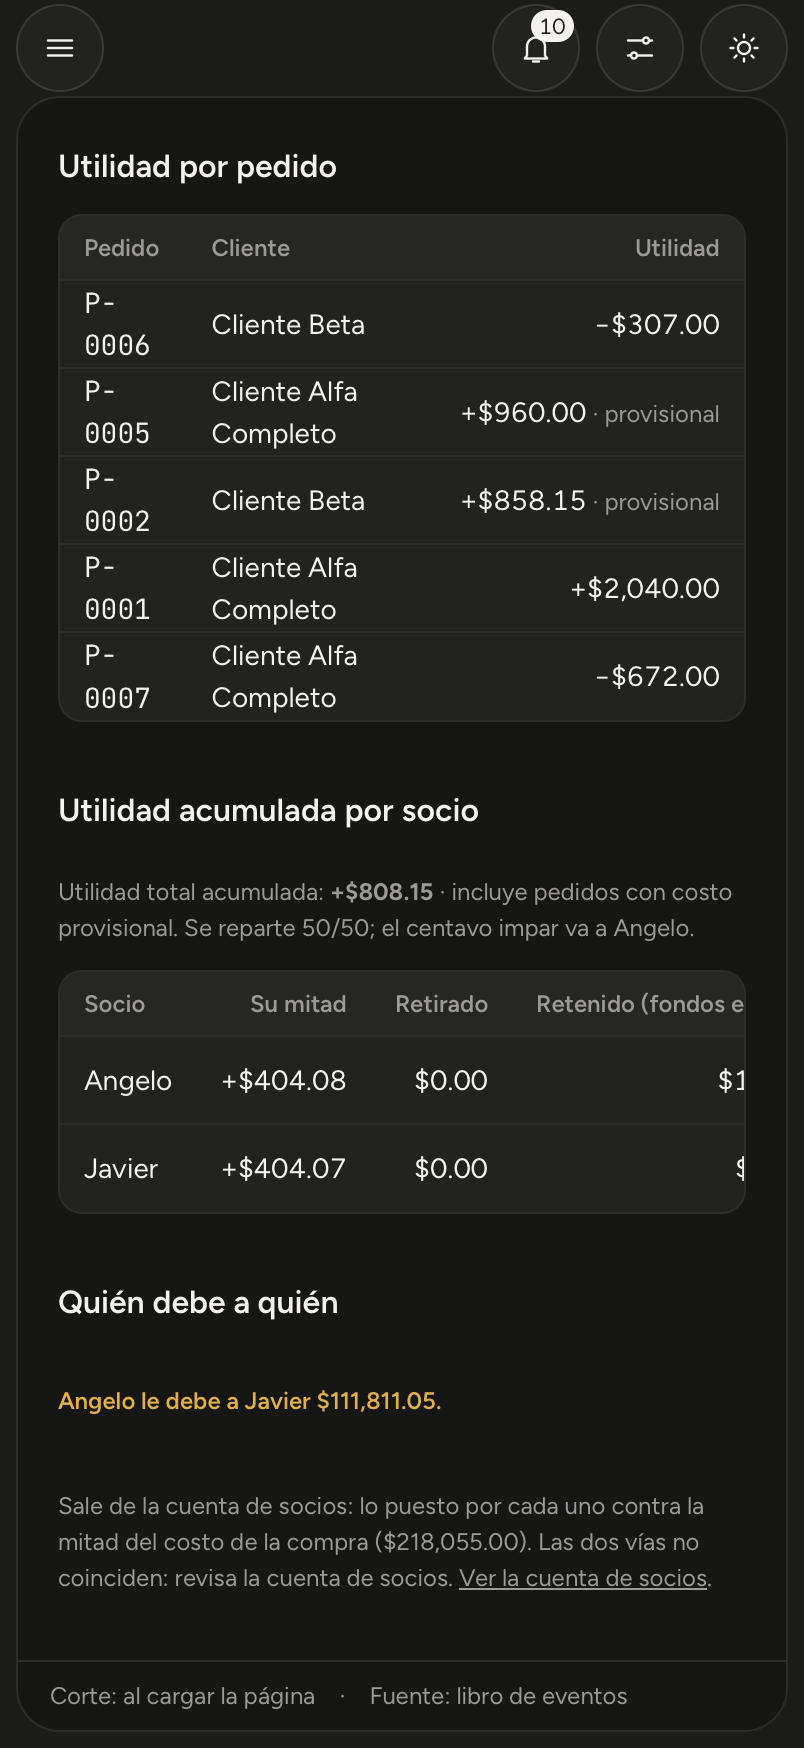 10
Utilidad por pedido
Pedido Cliente Utilidad
P-
0006 Cliente Beta −$307.00
P-
0005 Cliente Alfa
Completo +$960.00 · provisional
P-
0002 Cliente Beta +$858.15 · provisional
P-
0001 Cliente Alfa
Completo +$2,040.00
P-
0007 Cliente Alfa
Completo −$672.00
Utilidad acumulada por socio
Utilidad total acumulada: +$808.15 · incluye pedidos con costo
provisional. Se reparte 50/50; el centavo impar va a Angelo.
Socio Su mitad Retirado Retenido (fondos e
Angelo +$404.08 $0.00 $1
Javier +$404.07 $0.00 $
Quién debe a quién
Angelo le debe a Javier $111,811.05.
Sale de la cuenta de socios: lo puesto por cada uno contra la
mitad del costo de la compra ($218,055.00). Las dos vías no
coinciden: revisa la cuenta de socios. Ver la cuenta de socios.
Corte: al cargar la página · Fuente: libro de eventos